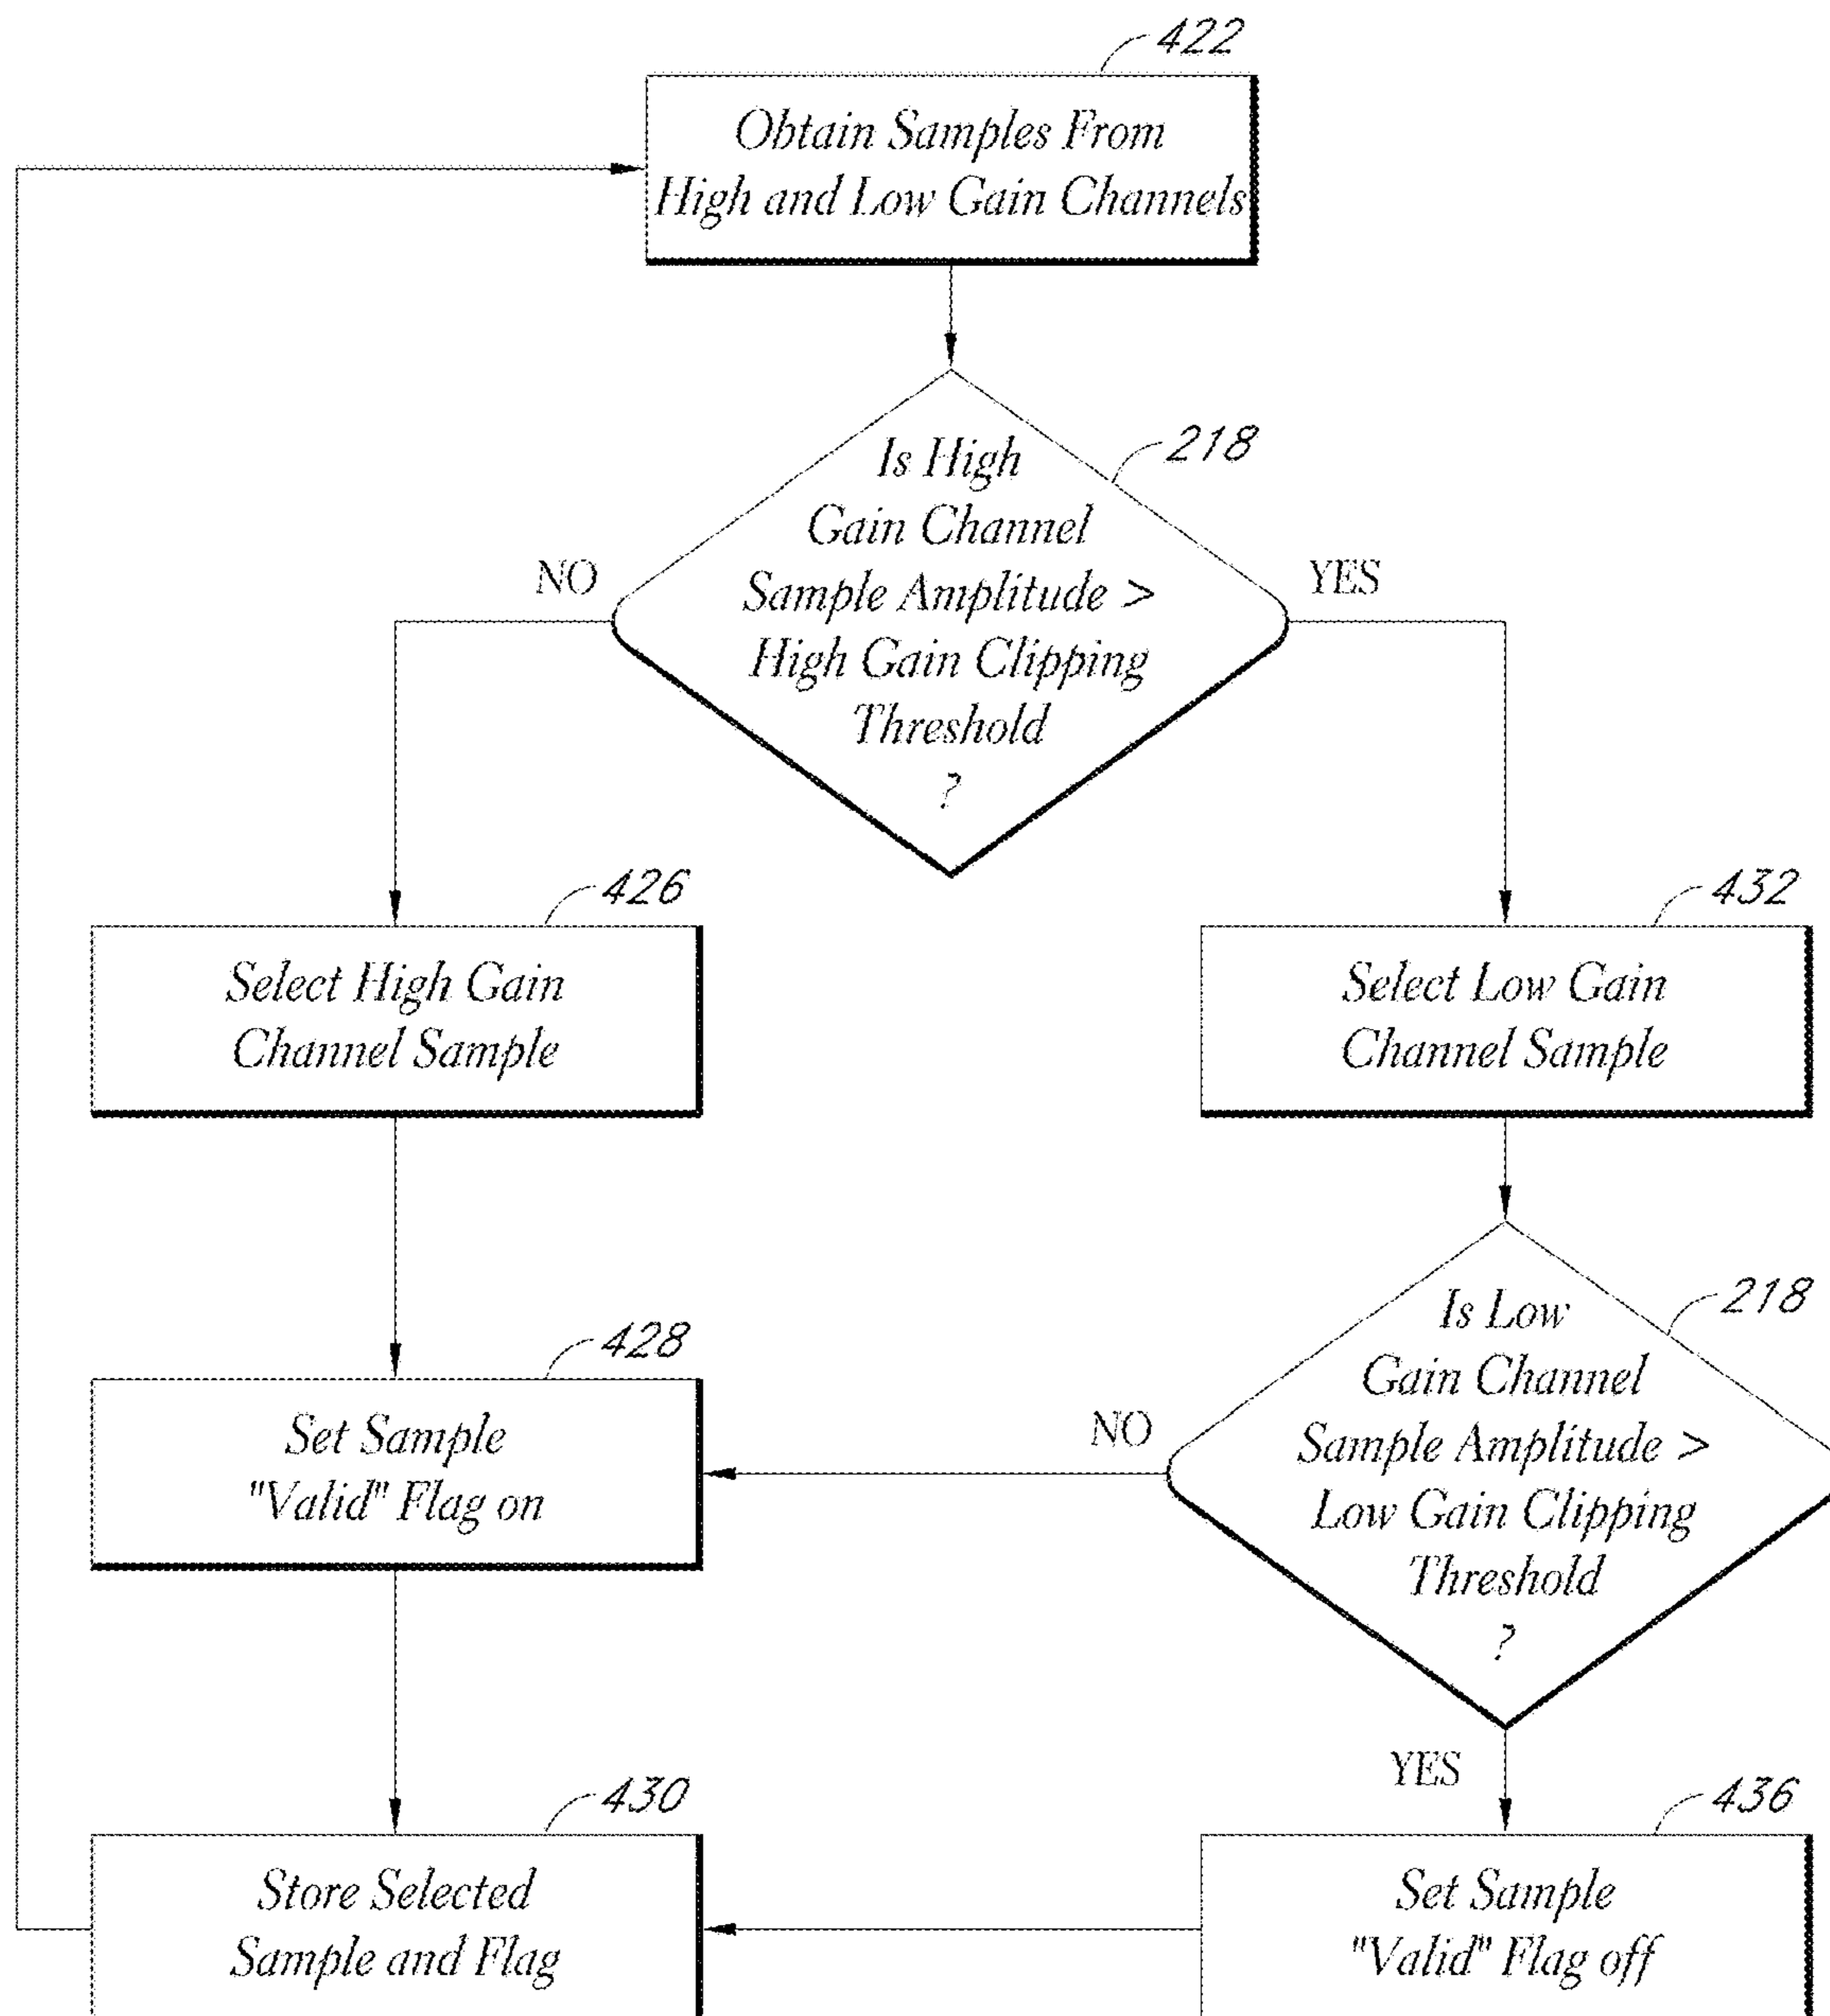 422
Obtain Samples From
High and Low Gain Channels
218
Is High
Gain Channel
Sample Amplitude >
High Gain Clipping
Threshold
?
NO
YES
426
Select High Gain
Channel Sample
432
Select Low Gain
Channel Sample
428
Set Sample
"Valid" Flag on
218
Is Low
Gain Channel
Sample Amplitude >
Low Gain Clipping
Threshold
?
NO
YES
430
Store Selected
Sample and Flag
436
Set Sample
"Valid" Flag off